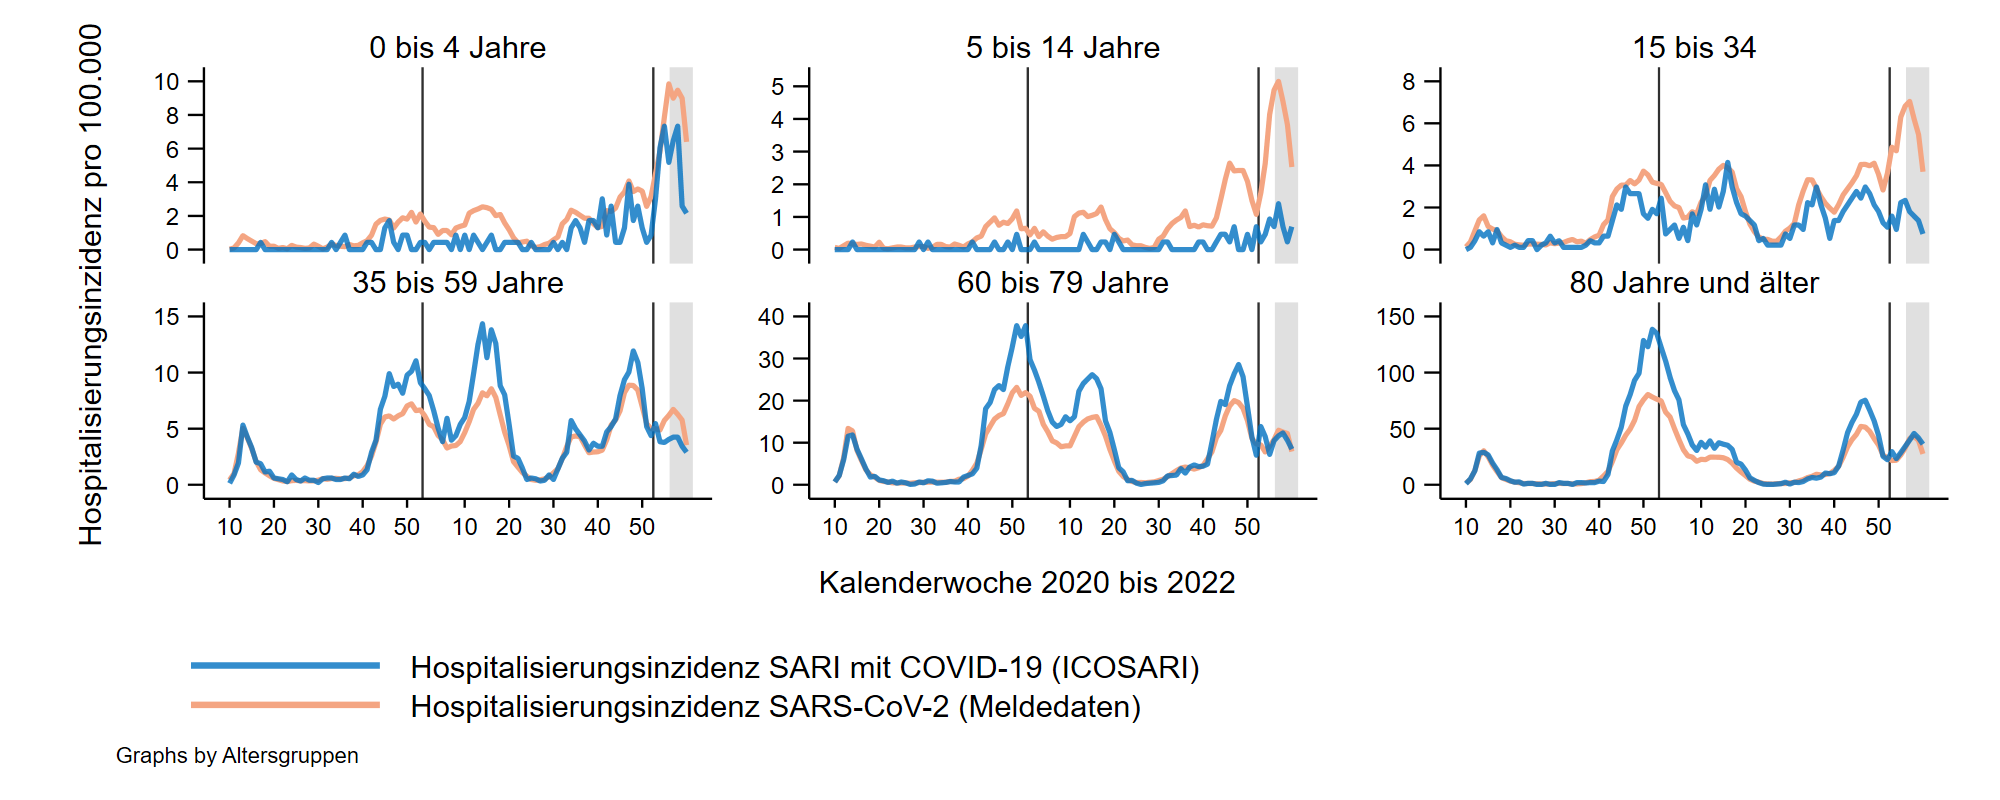 Hospitalisierungsinzidenz pro 100.000
0 bis 4 Jahre
10
8
6
4
2
0
5 bis 14 Jahre
5
4
3
2
1
0
15 bis 34
8
6
4
2
0
35 bis 59 Jahre
15
10
5
0
10 20 30 40 50 10 20 30 40 50
60 bis 79 Jahre
40
30
20
10
0
10 20 30 40 50 10 20 30 40 50
80 Jahre und älter
150
100
50
0
10 20 30 40 50 10 20 30 40 50
Kalenderwoche 2020 bis 2022
Hospitalisierungsinzidenz SARI mit COVID-19 (ICOSARI)
Hospitalisierungsinzidenz SARS-CoV-2 (Meldedaten)
Graphs by Altersgruppen